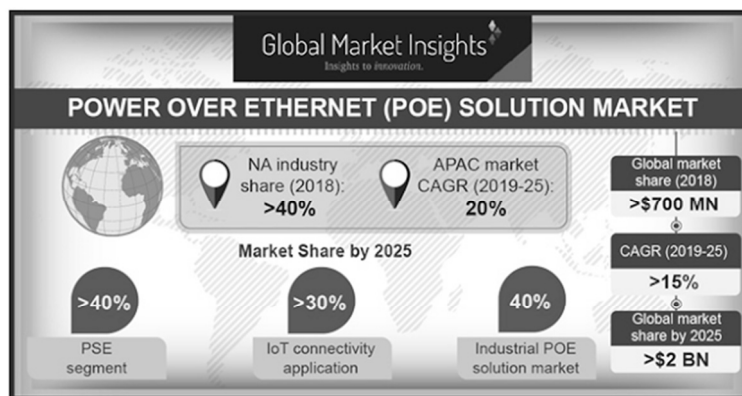 Global Market Insights
Insights to innovation.
POWER OVER ETHERNET (POE) SOLUTION MARKET
NA industry
share (2018):
>40%
APAC market
CAGR (2019-25):
20%
Global market
share (2018)
>$700 MN
CAGR (2019-25)
>15%
Global market
share by 2025
>$2 BN
Market Share by 2025
>40%
PSE
segment
>30%
IoT connectivity
application
40%
Industrial POE
solution market